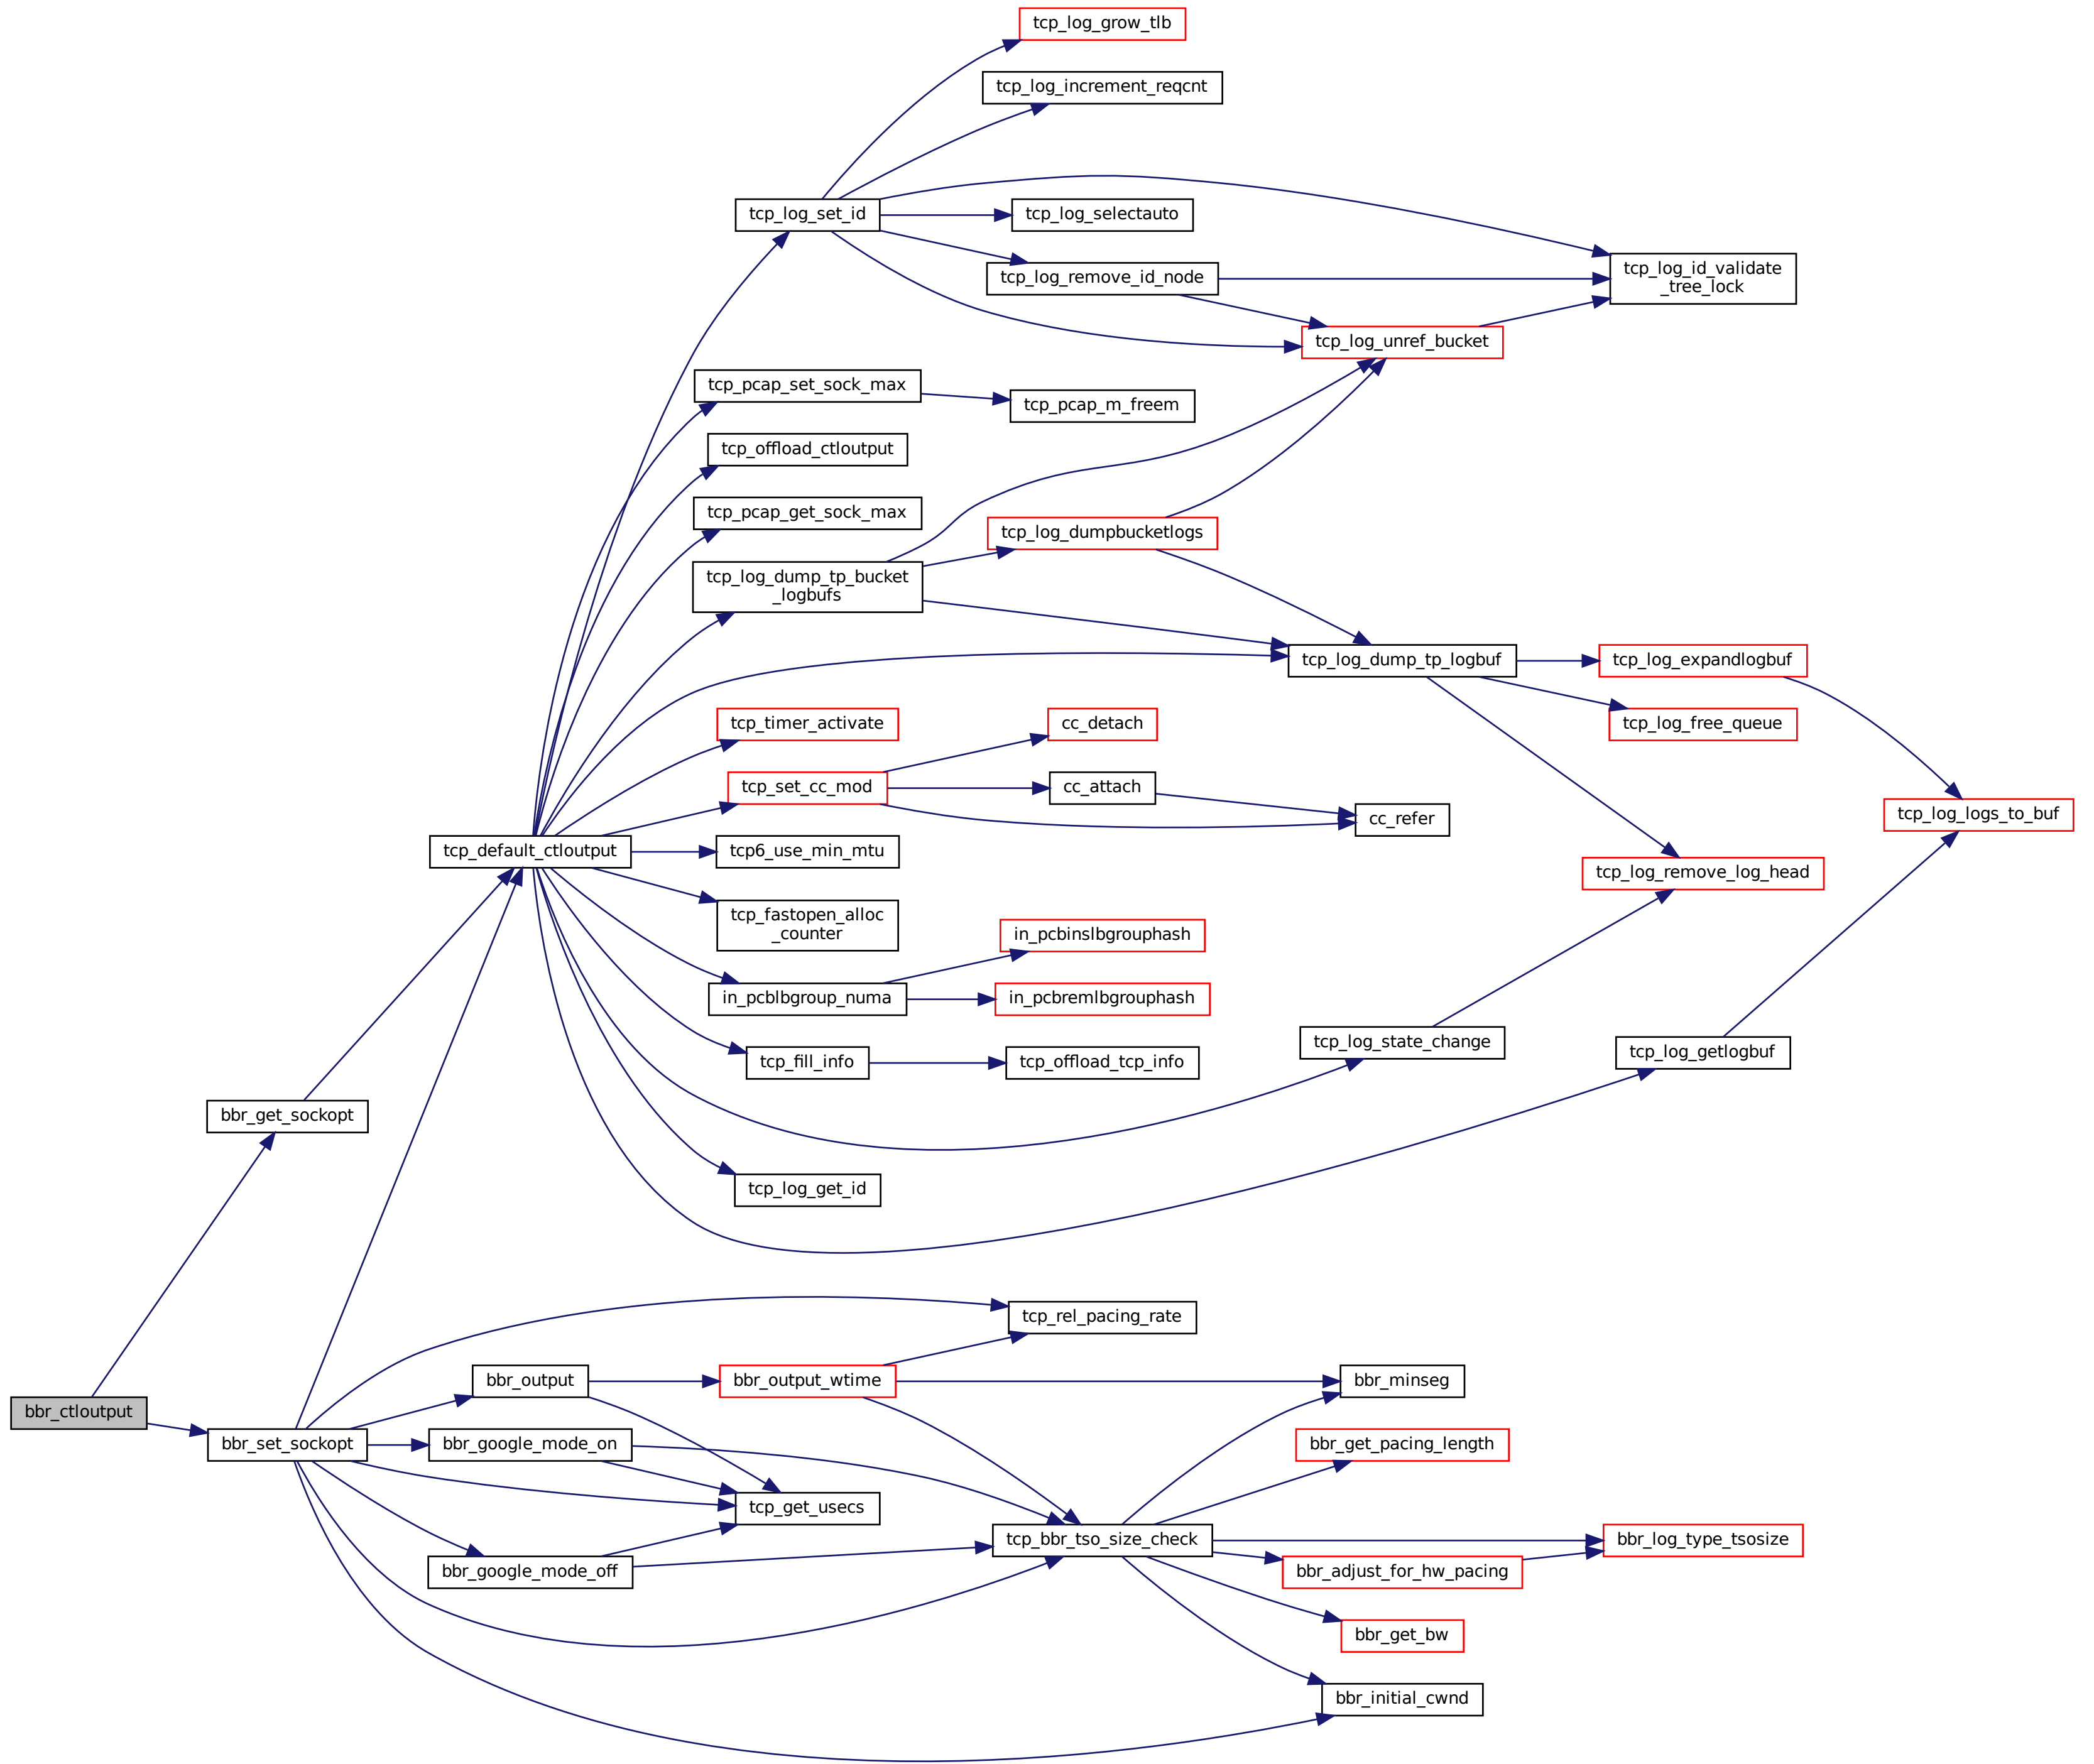 tcp_log_grow_tlb
tcp_log_increment_reqcnt
tcp_log_set_id
tcp_log_selectauto
tcp_log_remove_id_node
tcp_log_id_validate
_tree_lock
tcp_log_unref_bucket
tcp_pcap_set_sock_max
tcp_pcap_m_freem
tcp_offload_ctloutput
tcp_pcap_get_sock_max
tcp_log_dumpbucketlogs
tcp_log_dump_tp_bucket
_logbufs
tcp_log_dump_tp_logbuf
tcp_log_expandlogbuf
tcp_timer_activate
cc_detach
tcp_log_free_queue
tcp_set_cc_mod
cc_attach
cc_refer
tcp_log_logs_to_buf
tcp_default_ctloutput
tcp6_use_min_mtu
tcp_log_remove_log_head
tcp_fastopen_alloc
_counter
in_pcbinslbgrouphash
in_pcblbgroup_numa
in_pcbremlbgrouphash
tcp_log_state_change
tcp_log_getlogbuf
tcp_fill_info
tcp_offload_tcp_info
bbr_get_sockopt
tcp_log_get_id
tcp_rel_pacing_rate
bbr_output
bbr_output_wtime
bbr_minseg
bbr_ctloutput
bbr_set_sockopt
bbr_google_mode_on
bbr_get_pacing_length
tcp_get_usecs
tcp_bbr_tso_size_check
bbr_log_type_tsosize
bbr_google_mode_off
bbr_adjust_for_hw_pacing
bbr_get_bw
bbr_initial_cwnd